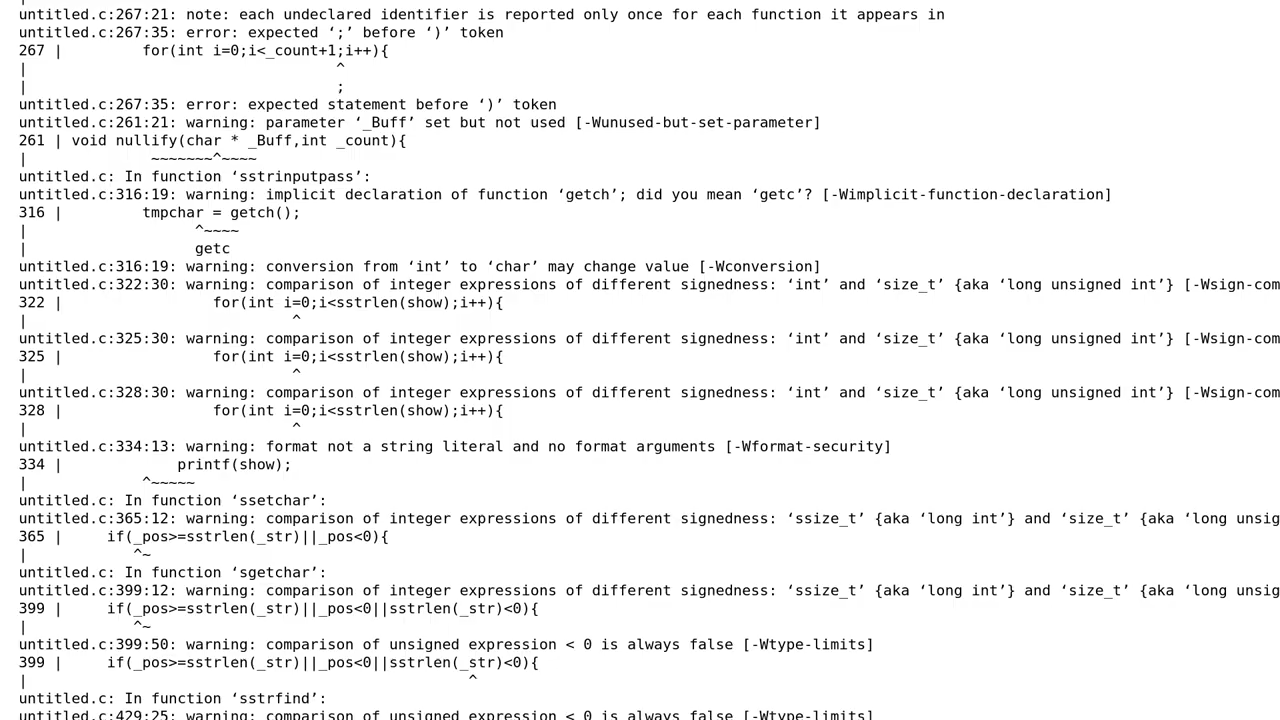 untitled.c:267:21: note: each undeclared identifier is reported only once for each function it appears in
untitled.c:267:35: error: expected ‘;’ before ‘)’ token
267 |         for(int i=0;i<_count+1;i++){
|                                   ^
|                                   ;
untitled.c:267:35: error: expected statement before ‘)’ token
untitled.c:261:21: warning: parameter ‘_Buff’ set but not used [-Wunused-but-set-parameter]
261 | void nullify(char * _Buff,int _count){
|              ~~~~~~~^~~~~
untitled.c: In function ‘sstrinputpass’:
untitled.c:316:19: warning: implicit declaration of function ‘getch’; did you mean ‘getc’? [-Wimplicit-function-declaration]
316 |         tmpchar = getch();
|                   ^~~~~
|                   getc
untitled.c:316:19: warning: conversion from ‘int’ to ‘char’ may change value [-Wconversion]
untitled.c:322:30: warning: comparison of integer expressions of different signedness: ‘int’ and ‘size_t’ {aka ‘long unsigned int’} [-Wsign-com
322 |                 for(int i=0;i<sstrlen(show);i++){
|                              ^
untitled.c:325:30: warning: comparison of integer expressions of different signedness: ‘int’ and ‘size_t’ {aka ‘long unsigned int’} [-Wsign-com
325 |                 for(int i=0;i<sstrlen(show);i++){
|                              ^
untitled.c:328:30: warning: comparison of integer expressions of different signedness: ‘int’ and ‘size_t’ {aka ‘long unsigned int’} [-Wsign-com
328 |                 for(int i=0;i<sstrlen(show);i++){
|                              ^
untitled.c:334:13: warning: format not a string literal and no format arguments [-Wformat-security]
334 |             printf(show);
|             ^~~~~~
untitled.c: In function ‘ssetchar’:
untitled.c:365:12: warning: comparison of integer expressions of different signedness: ‘ssize_t’ {aka ‘long int’} and ‘size_t’ {aka ‘long unsig
365 |     if(_pos>=sstrlen(_str)||_pos<0){
|            ^~
untitled.c: In function ‘sgetchar’:
untitled.c:399:12: warning: comparison of integer expressions of different signedness: ‘ssize_t’ {aka ‘long int’} and ‘size_t’ {aka ‘long unsig
399 |     if(_pos>=sstrlen(_str)||_pos<0||sstrlen(_str)<0){
|            ^~
untitled.c:399:50: warning: comparison of unsigned expression < 0 is always false [-Wtype-limits]
399 |     if(_pos>=sstrlen(_str)||_pos<0||sstrlen(_str)<0){
|                                                  ^
untitled.c: In function ‘sstrfind’:
untitled.c:429:25: warning: comparison of unsigned expression < 0 is always false [-Wtype-limits]